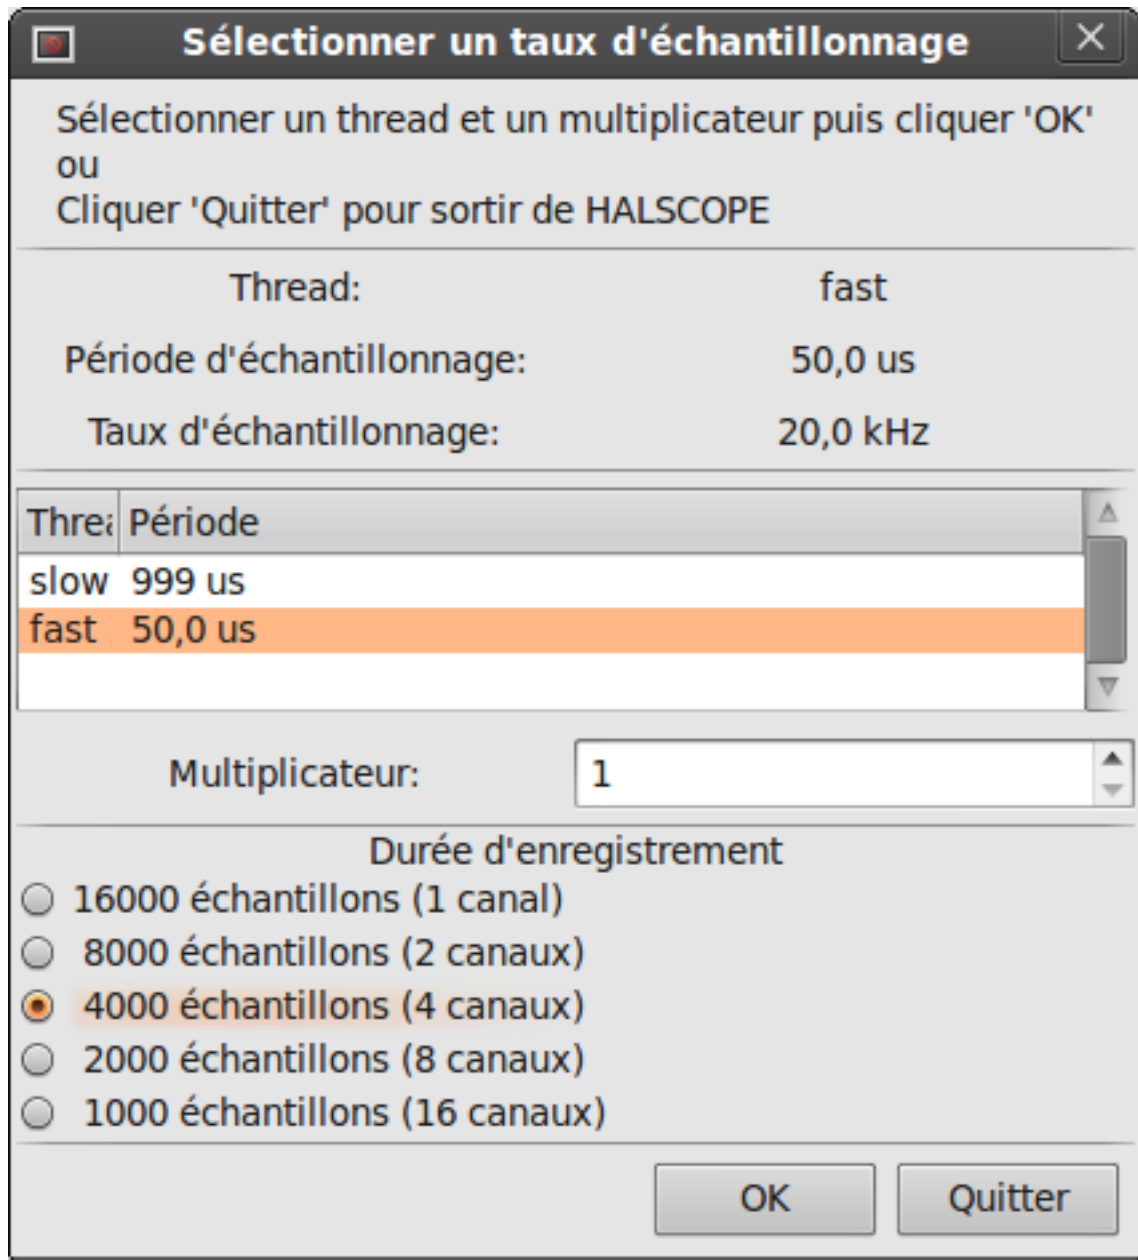 Sélectionner un taux d'échantillonnage
Sélectionner un thread et un multiplicateur puis cliquer 'OK'
ou
Cliquer 'Quitter' pour sortir de HALSCOPE
Thread: fast
Période d'échantillonnage: 50,0 us
Taux d'échantillonnage: 20,0 kHz
Threa Période
slow 999 us
fast 50,0 us
Multiplicateur: 1
Durée d'enregistrement
16000 échantillons (1 canal)
8000 échantillons (2 canaux)
4000 échantillons (4 canaux)
2000 échantillons (8 canaux)
1000 échantillons (16 canaux)
OK Quitter